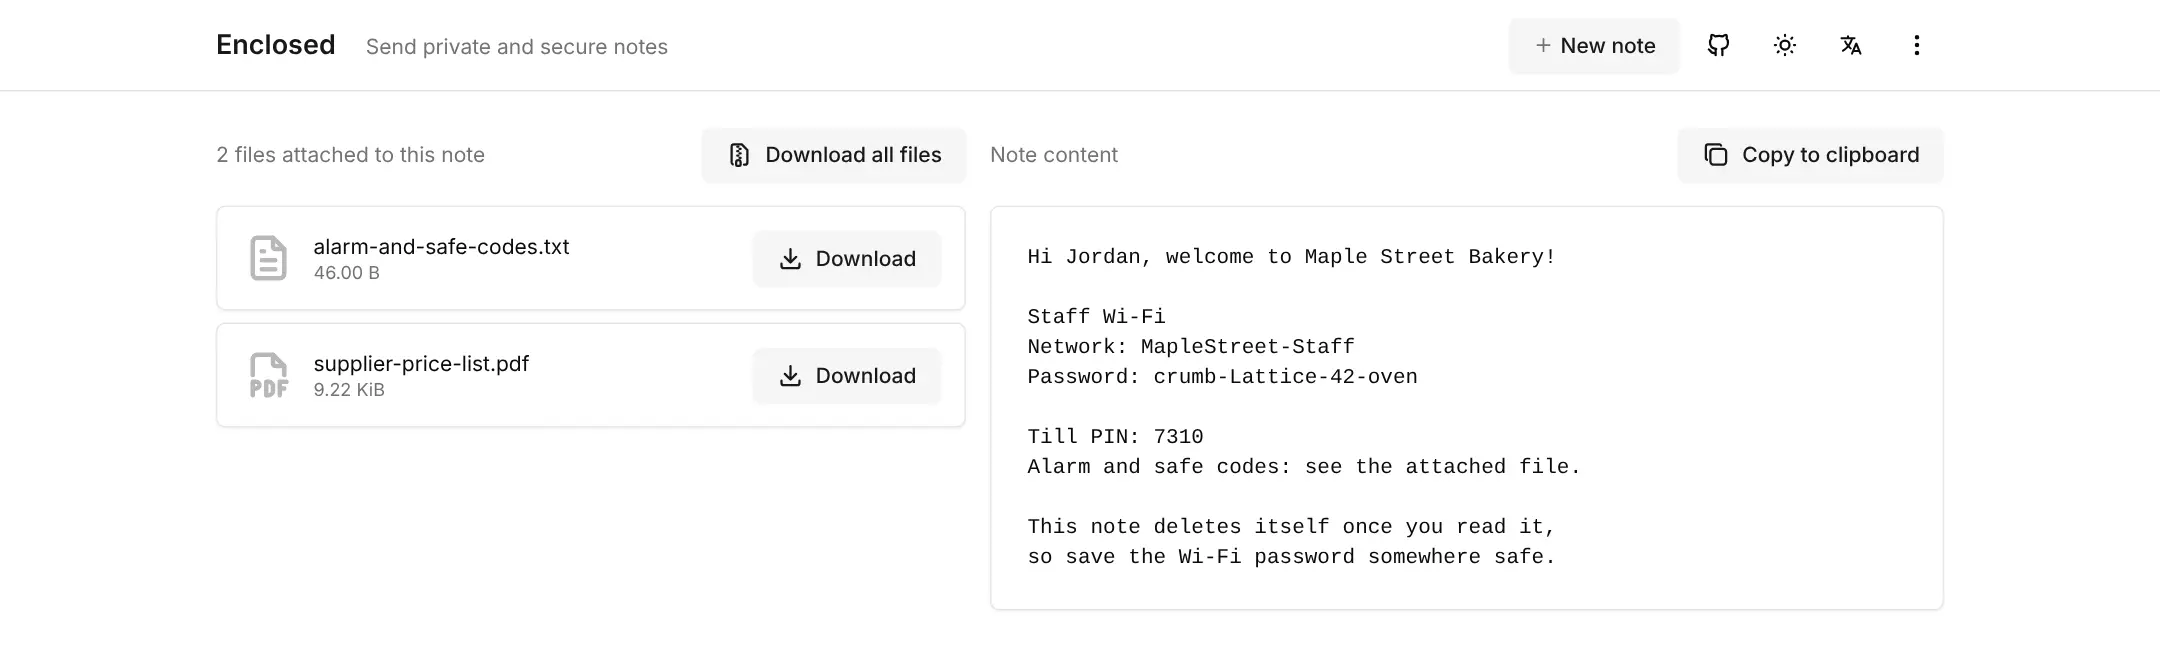 Enclosed
Send private and secure notes
New note
2 files attached to this note
Download all files
alarm-and-safe-codes.txt
46.00 B
Download
PDF
supplier-price-list.pdf
9.22 KiB
Download
Note content
Copy to clipboard
Hi Jordan, welcome to Maple Street Bakery!
Staff Wi-Fi
Network: MapleStreet-Staff
Password: crumb-Lattice-42-oven
Till PIN: 7310
Alarm and safe codes: see the attached file.
This note deletes itself once you read it,
so save the Wi-Fi password somewhere safe.